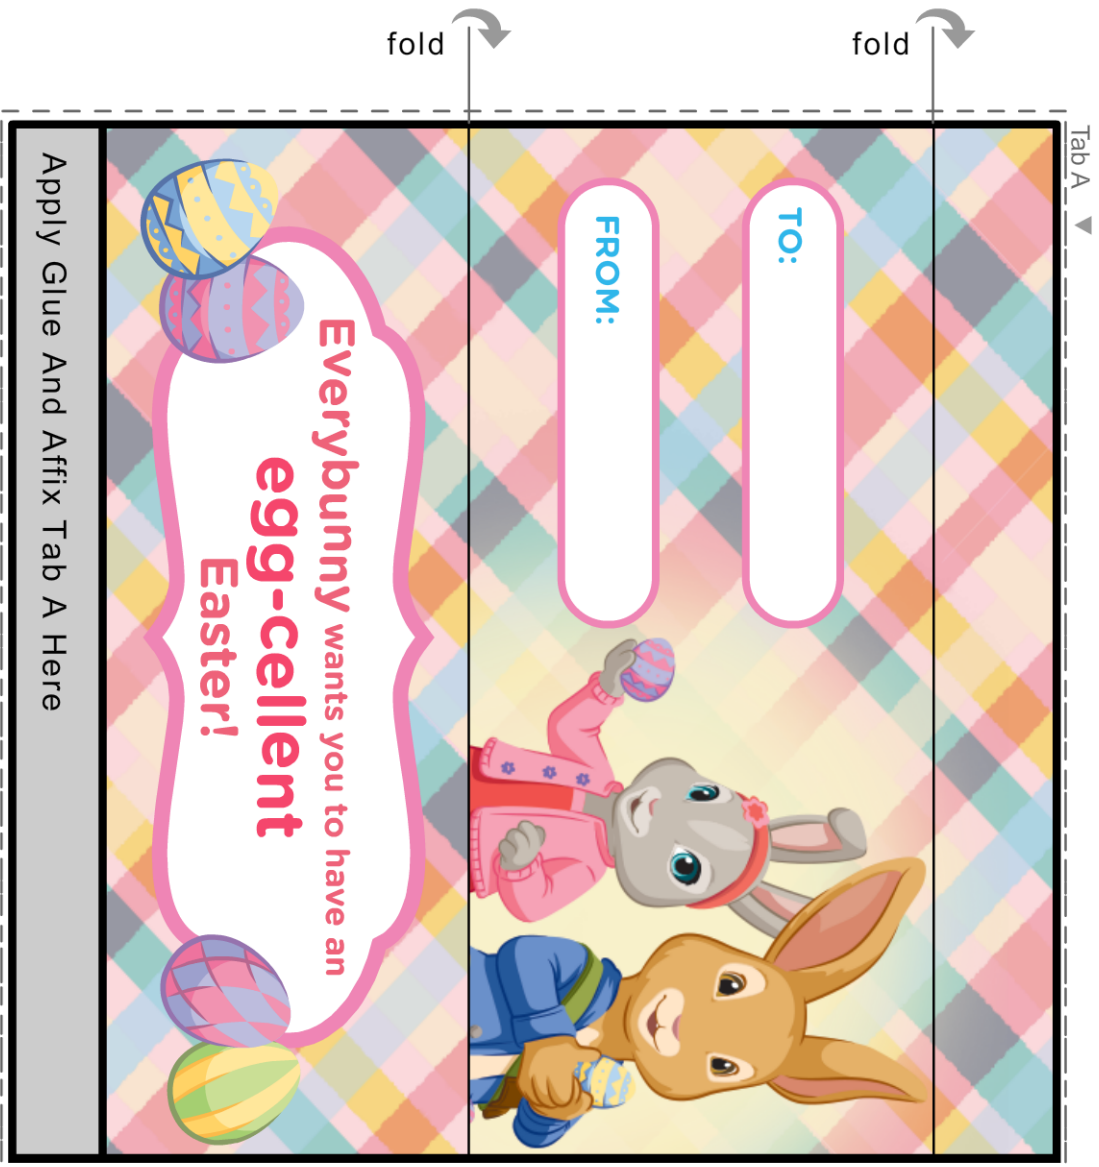 fold
fold
Tab A
TO:
FROM:
Everybunny wants you to have an
egg-cellent
Easter!
Apply Glue And Affix Tab A Here